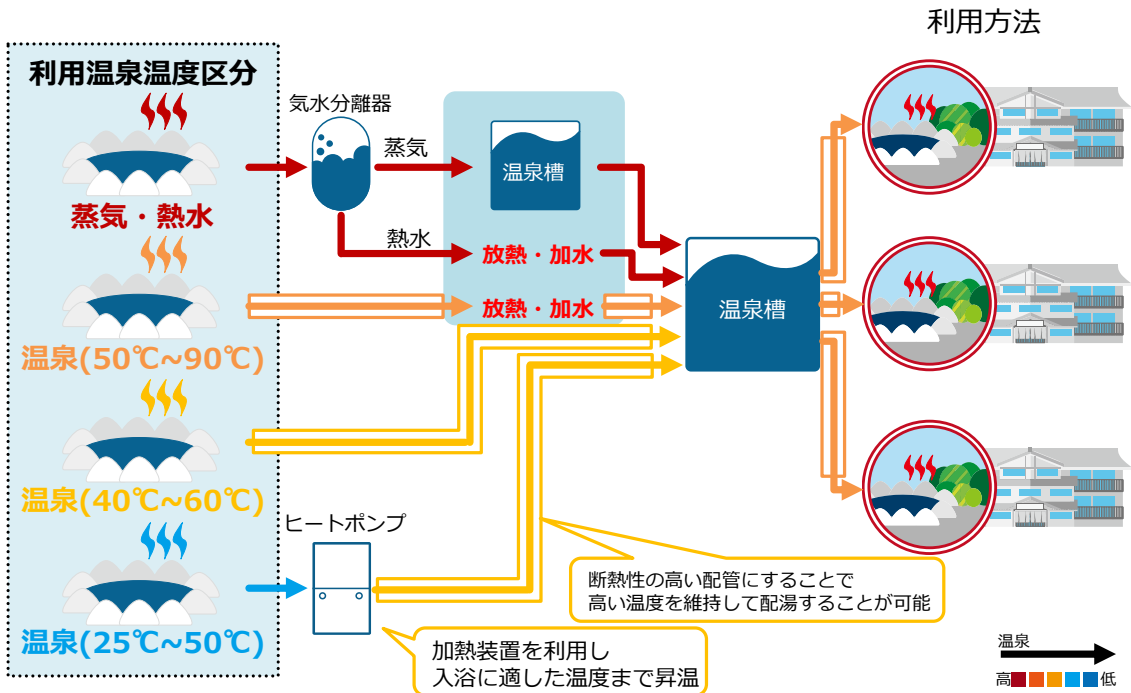 利用方法
利用温泉温度区分
気水分離器
蒸気
温泉槽
蒸気・熱水
熱水
放熱・加水
放熱・加水
温泉槽
温泉(50℃~90℃)
温泉(40℃~60℃)
ヒートポンプ
断熱性の高い配管にすることで
高い温度を維持して配湯することが可能
温泉(25℃~50℃)
加熱装置を利用し
入浴に適した温度まで昇温
温泉
高 低